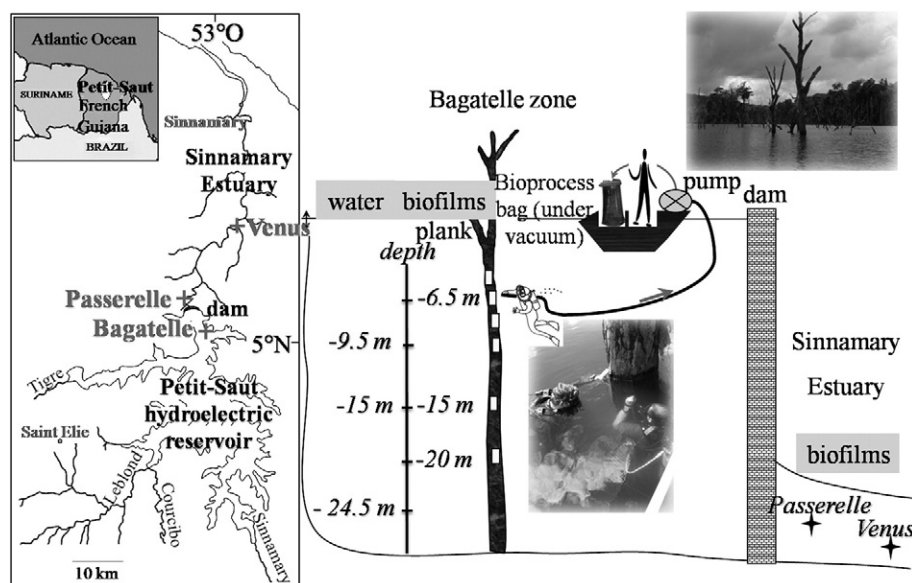 53°O
Atlantic Ocean
SURINAME
Petit-Saut
French
Guiana
BRAZIL
Sinnamary
Sinnamary
Estuary
Venus
Passerelle
dam
Bagatelle
5°N
Tigre
Petit-Saut
hydroelectric
reservoir
Saint Elie
Leblond
Courcibo
Sinnamary
10 km
Bagatelle zone
water biofilms
plank
depth
-6.5 m
-9.5 m
-15 m
-20 m
- 24.5 m
Bioprocess
bag (under
vacuum)
pump
dam
Sinnamary
Estuary
biofilms
Passerelle
Venus